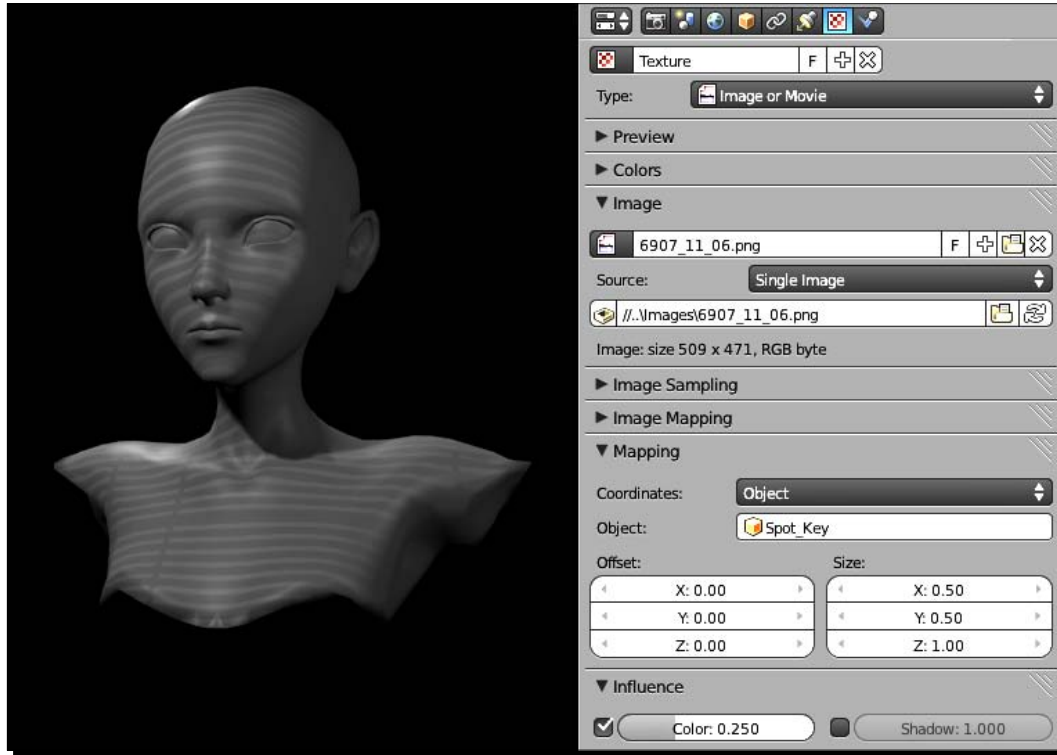 Texture F
Type: Image or Movie
Preview
Colors
Image
6907_11_06.png F
Source: Single Image
//..\Images\6907_11_06.png
Image: size 509 x 471, RGB byte
Image Sampling
Image Mapping
Mapping
Coordinates: Object
Object: Spot_Key
Offset: Size:
X: 0.00 X: 0.50
Y: 0.00 Y: 0.50
Z: 0.00 Z: 1.00
Influence
Color: 0.250 Shadow: 1.000